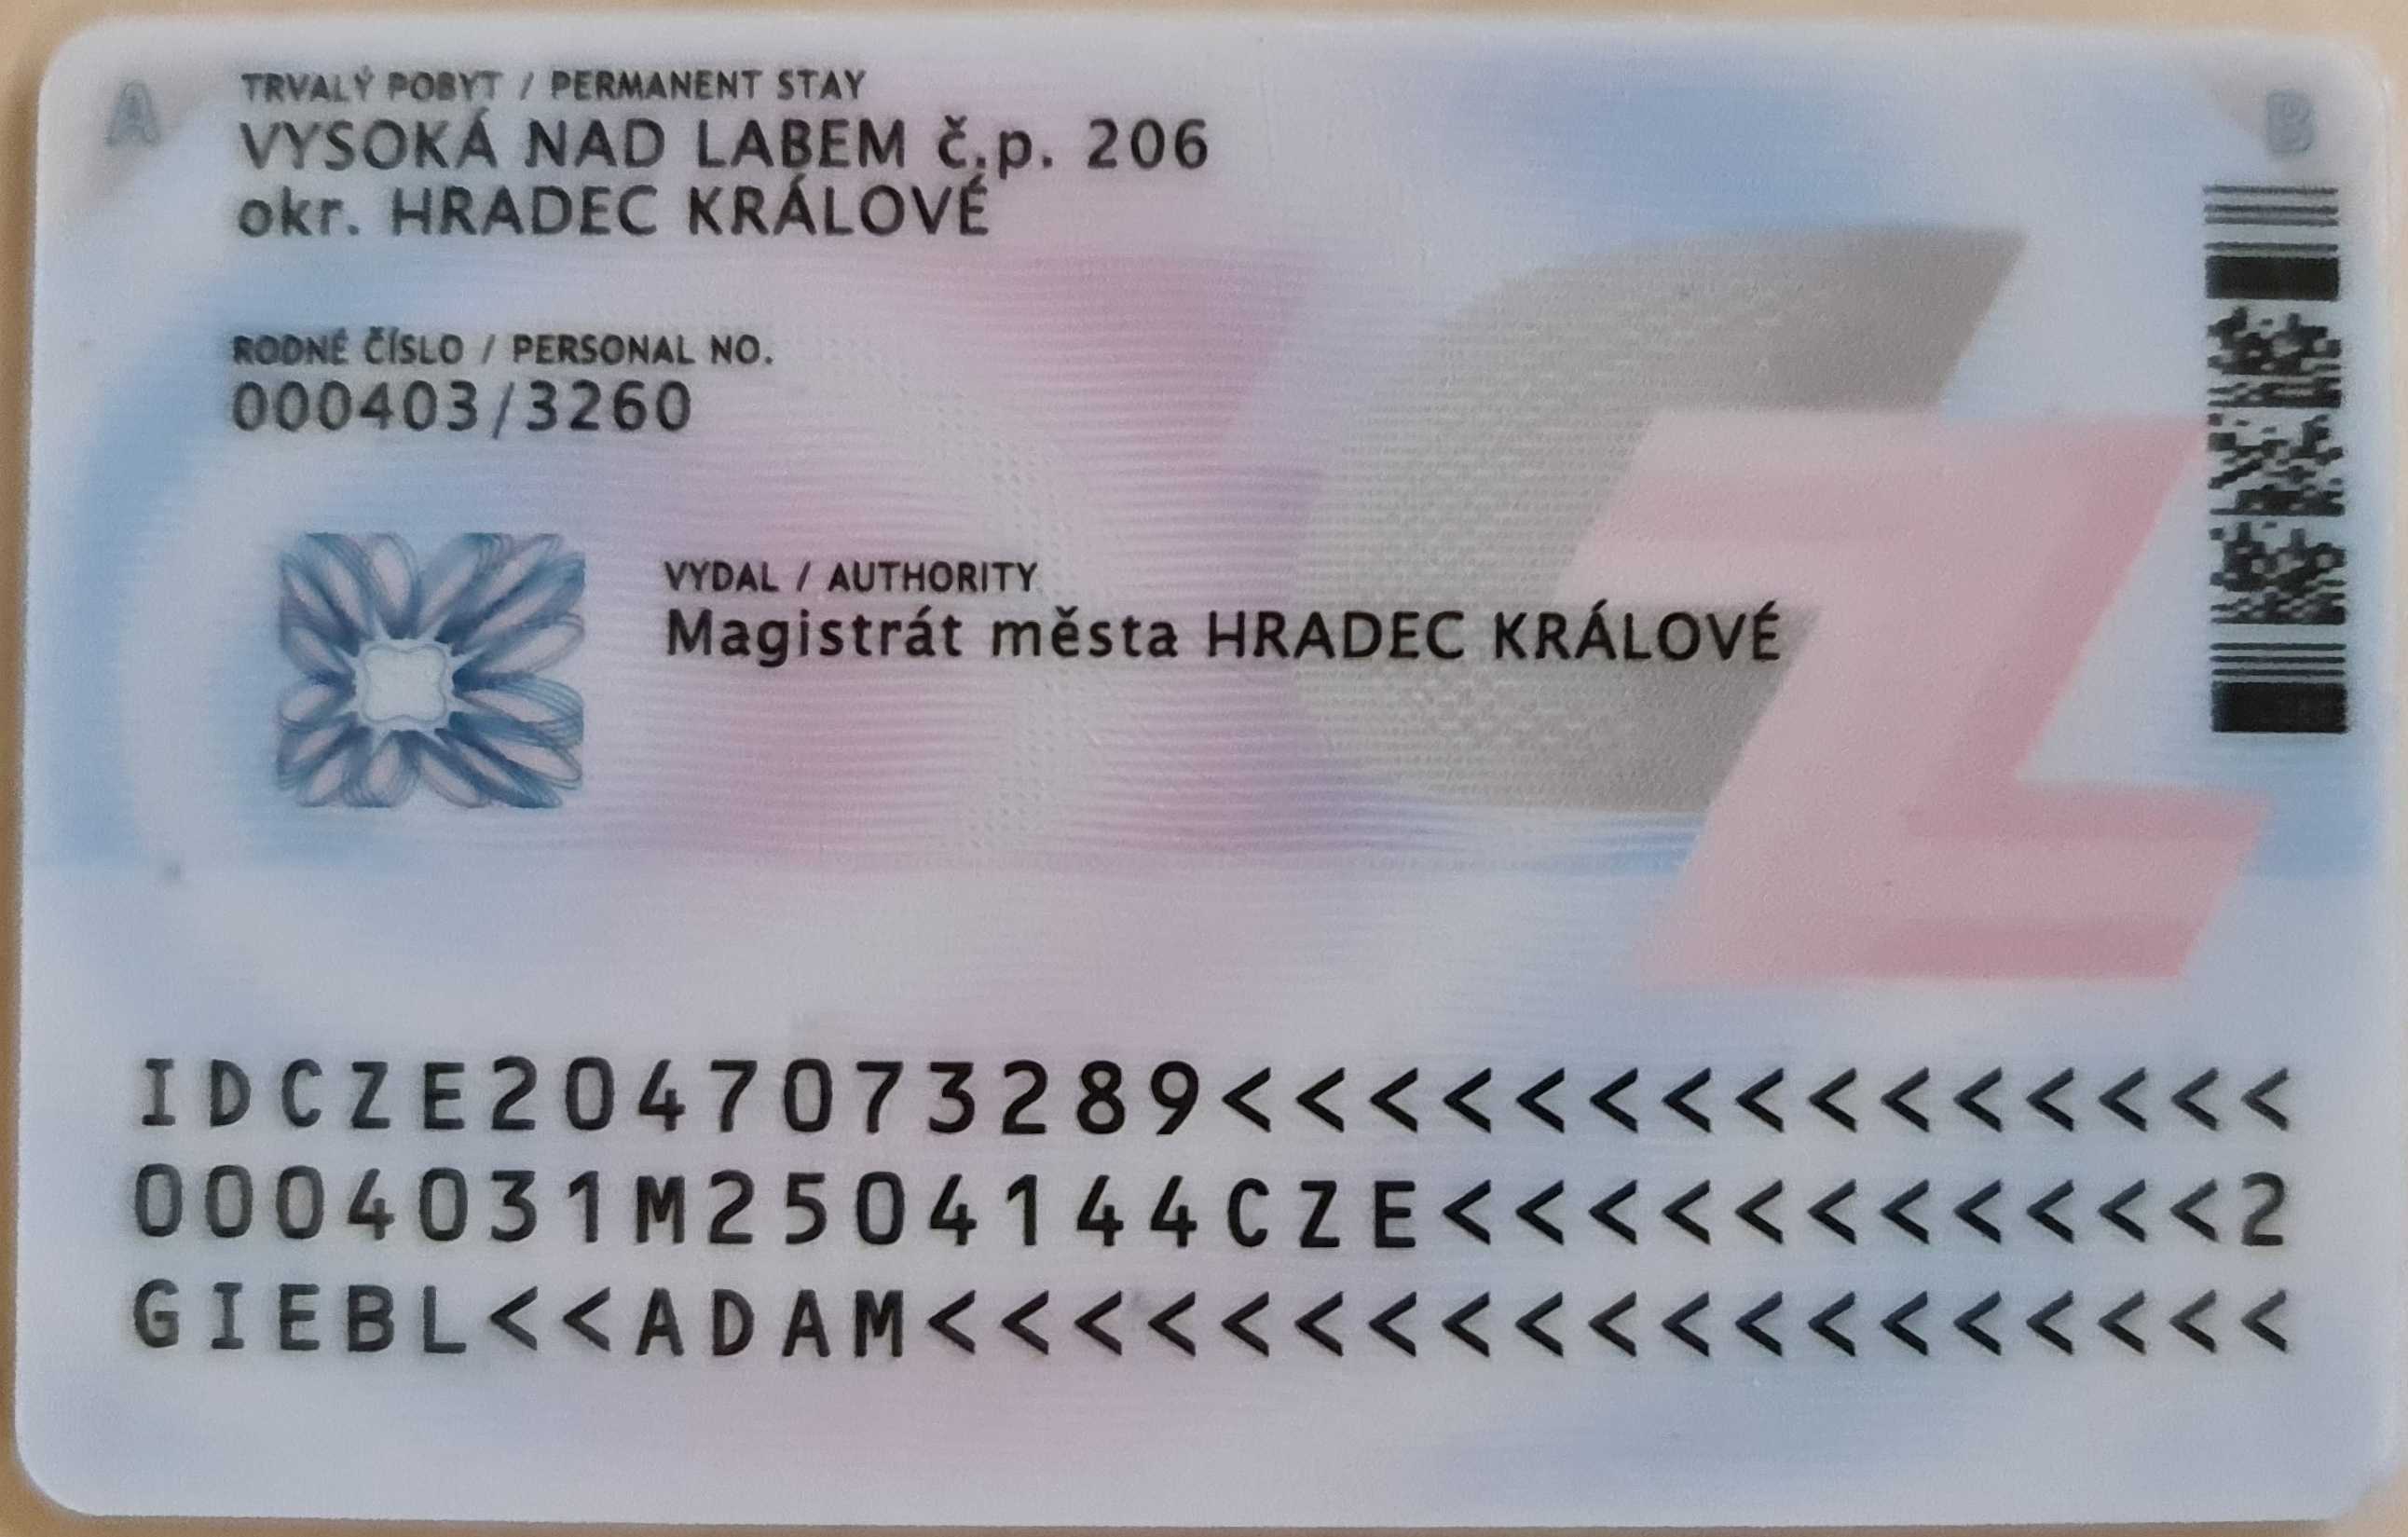 A
TRVALÝ POBYT / PERMANENT STAY
VYSOKÁ NAD LABEM č.p. 206
okr. HRADEC KRÁLOVÉ
B
RODNÉ ČÍSLO / PERSONAL NO.
000403/3260
VYDAL / AUTHORITY
Magistrát města HRADEC KRÁLOVÉ
CZ
IDCZE2047073289<<<<<<<<<<<<<<<
0004031M2504144CZE<<<<<<<<<<<2
GIEBL<<ADAM<<<<<<<<<<<<<<<<<<<